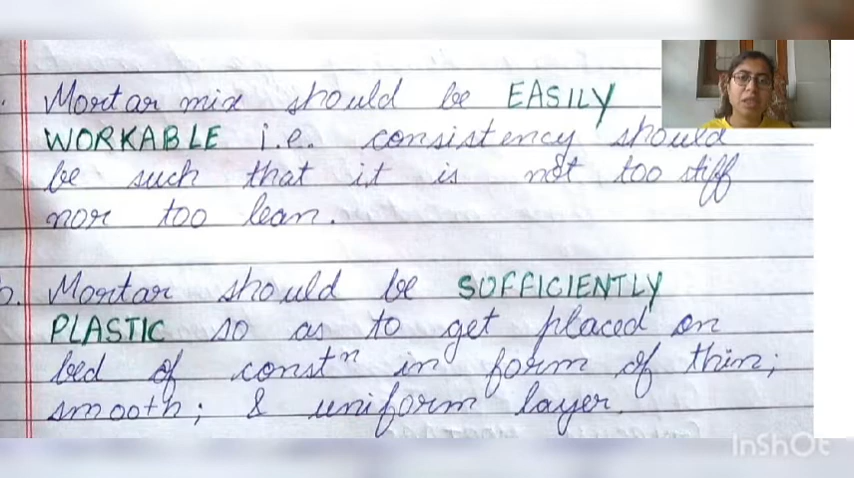 Mortar mix should be EASILY
WORKABLE i.e. consistency should
be such that it is not too stiff
nor too lean.
b. Mortar should be SUFFICIENTLY
PLASTIC so as to get placed on
bed of constⁿ in form of thin;
smooth; & uniform layer.
InShOt